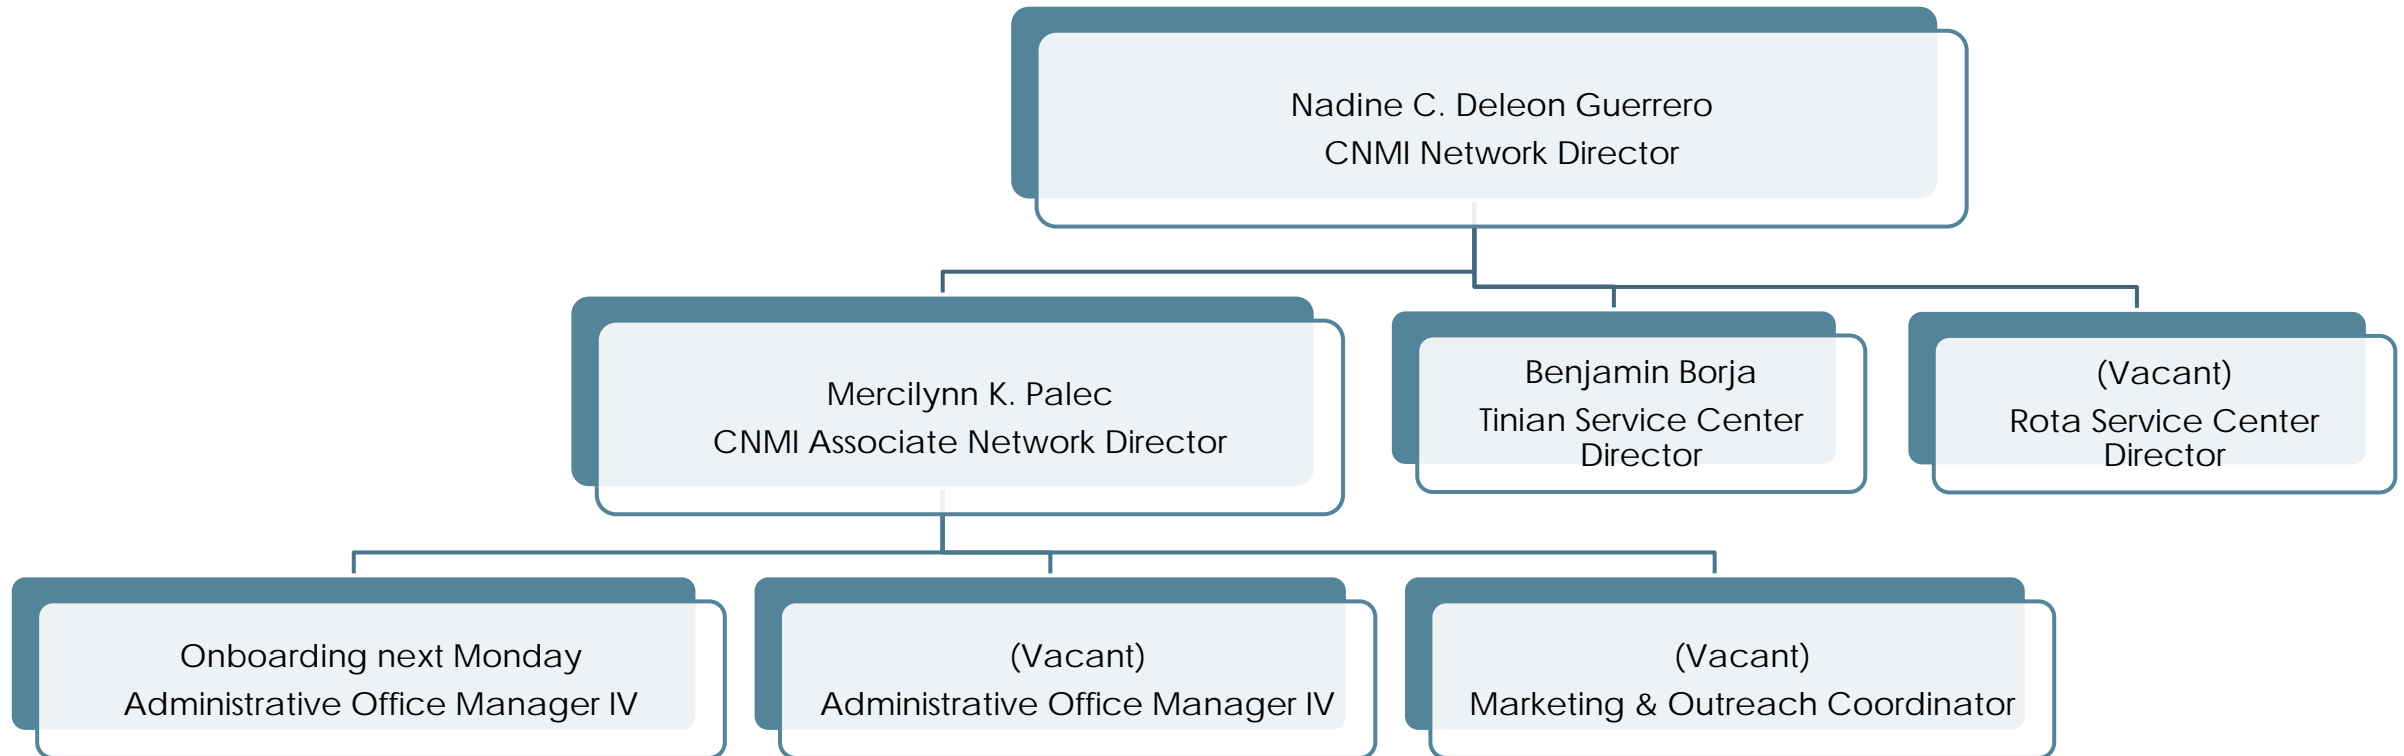 Nadine C. Deleon Guerrero
CNMI Network Director
Mercilynn K. Palec
CNMI Associate Network Director
Benjamin Borja
Tinian Service Center
Director
(Vacant)
Rota Service Center
Director
Onboarding next Monday
Administrative Office Manager IV
(Vacant)
Administrative Office Manager IV
(Vacant)
Marketing & Outreach Coordinator